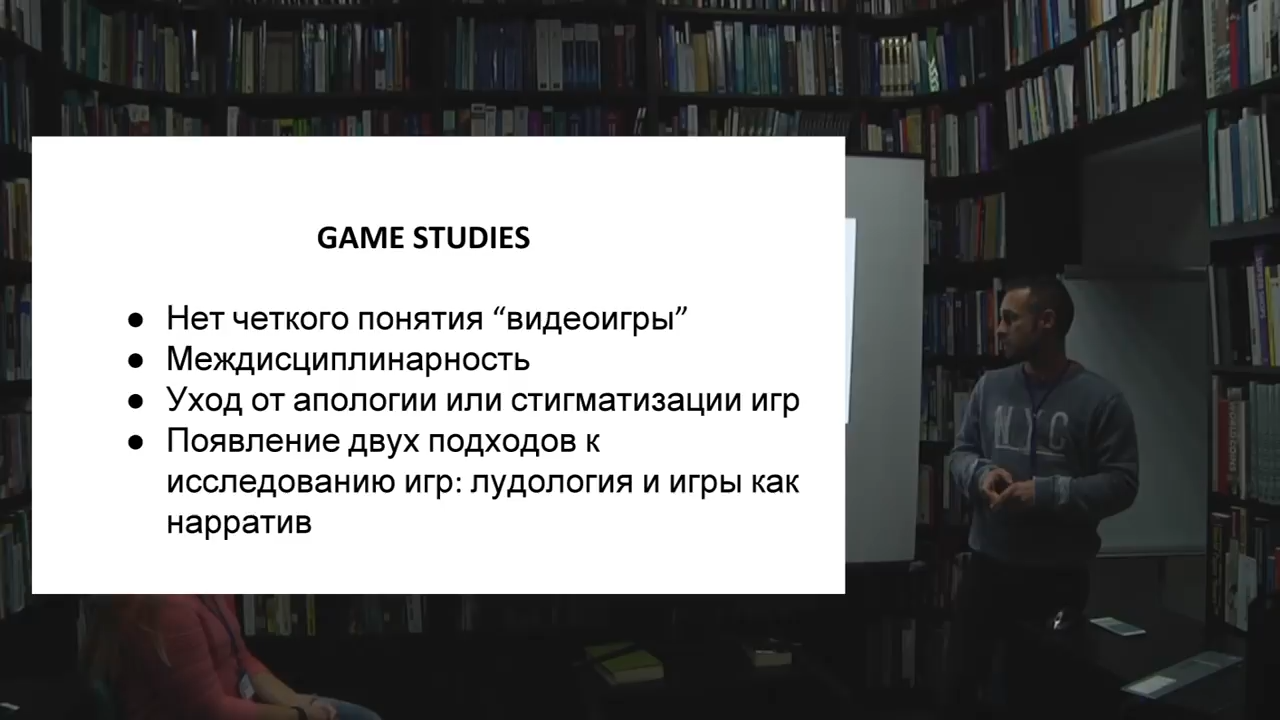 GAME STUDIES
● Нет четкого понятия “видеоигры”
● Междисциплинарность
● Уход от апологии или стигматизации игр
● Появление двух подходов к
исследованию игр: лудология и игры как
нарратив
NYC